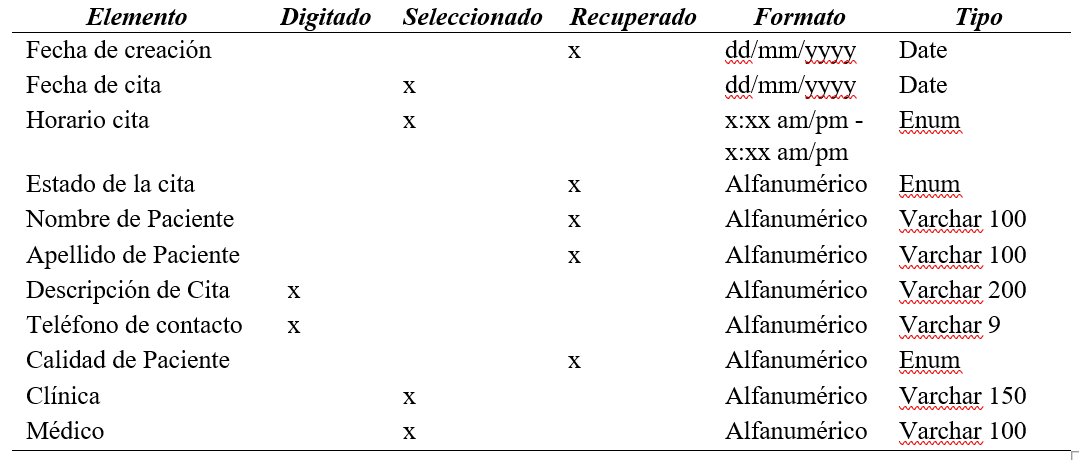 Elemento Digitado Seleccionado Recuperado Formato Tipo
Fecha de creación x dd/mm/yyyy Date
Fecha de cita x dd/mm/yyyy Date
Horario cita x x:xx am/pm - Enum
x:xx am/pm
Estado de la cita x Alfanumérico Enum
Nombre de Paciente x Alfanumérico Varchar 100
Apellido de Paciente x Alfanumérico Varchar 100
Descripción de Cita x Alfanumérico Varchar 200
Teléfono de contacto x Alfanumérico Varchar 9
Calidad de Paciente x Alfanumérico Enum
Clínica x Alfanumérico Varchar 150
Médico x Alfanumérico Varchar 100